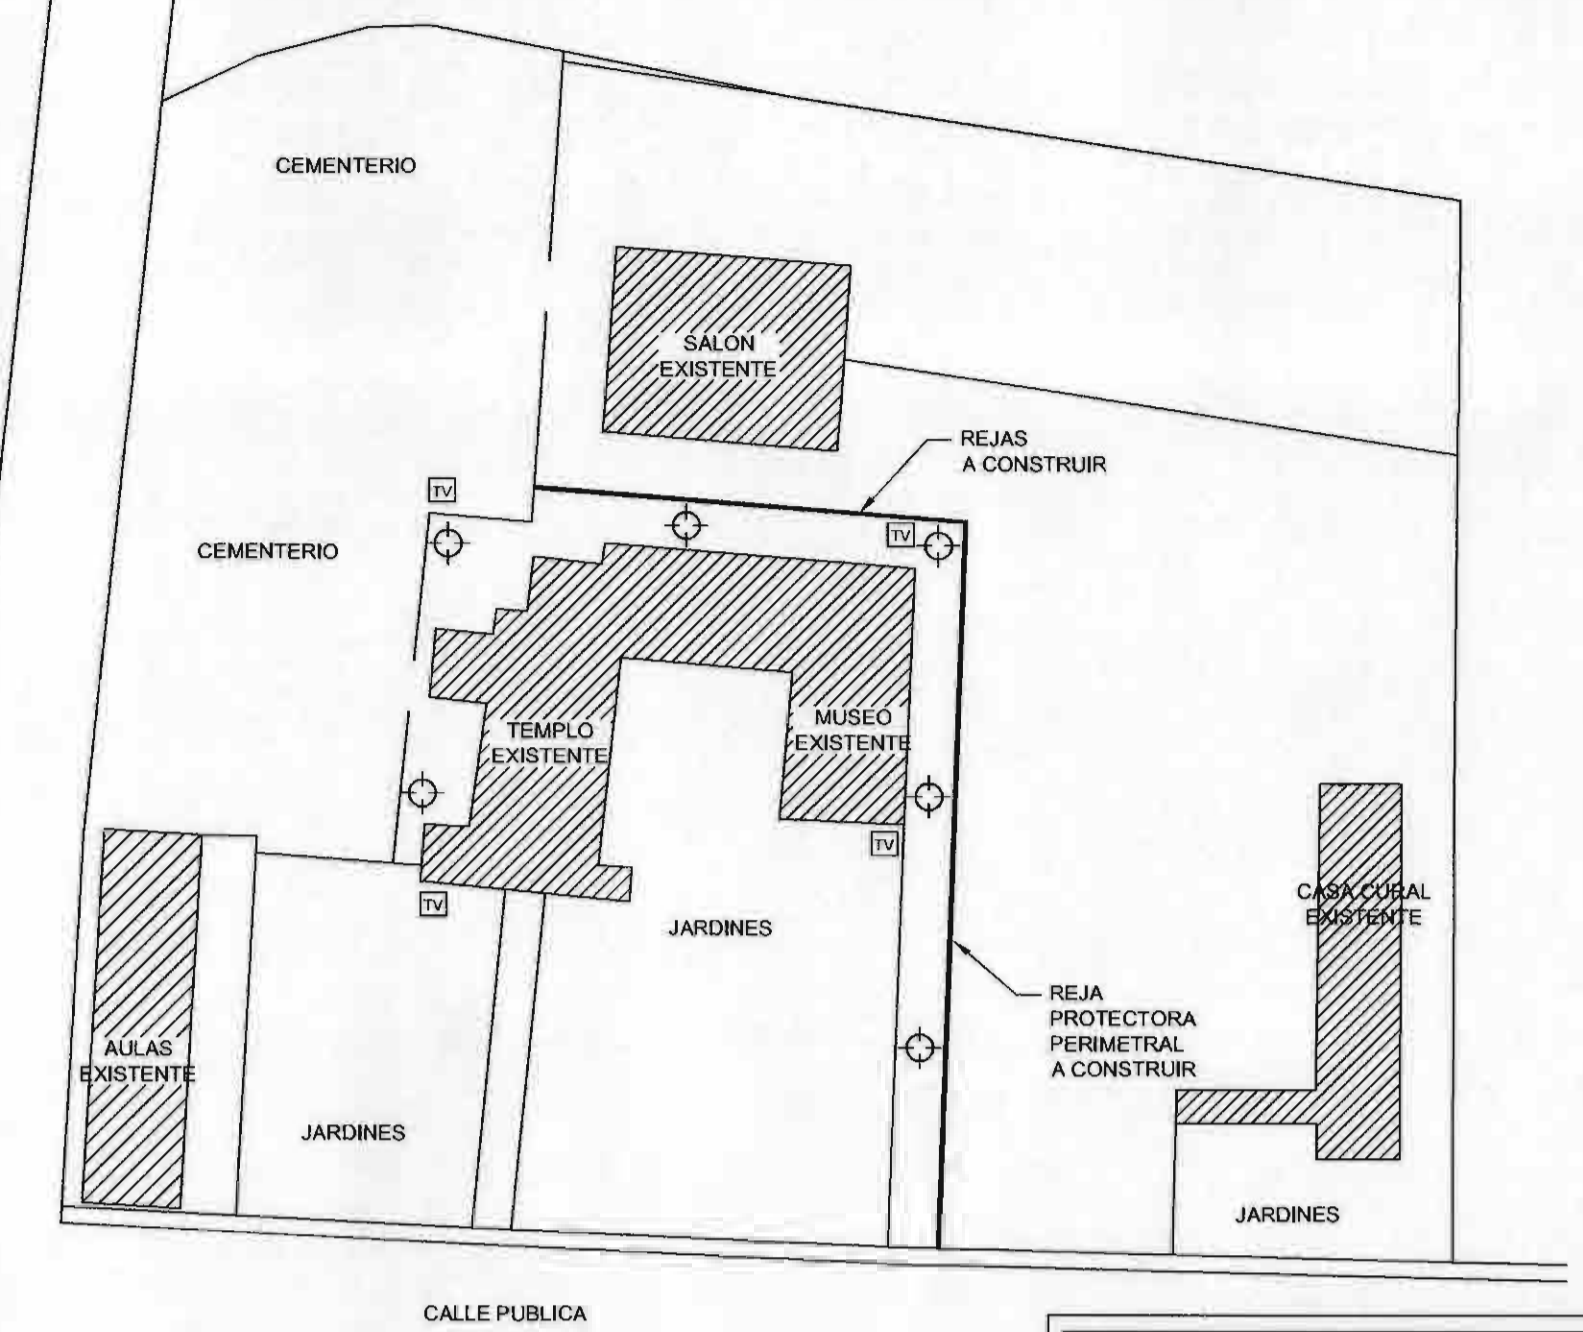 CEMENTERIO
SALON
EXISTENTE
REJAS
A CONSTRUIR
TV
TV
CEMENTERIO
TEMPLO
EXISTENTE
MUSEO
EXISTENTE
TV
TV
CASA CURAL
EXISTENTE
JARDINES
REJA
PROTECTORA
PERIMETRAL
A CONSTRUIR
AULAS
EXISTENTE
JARDINES
JARDINES
CALLE PUBLICA